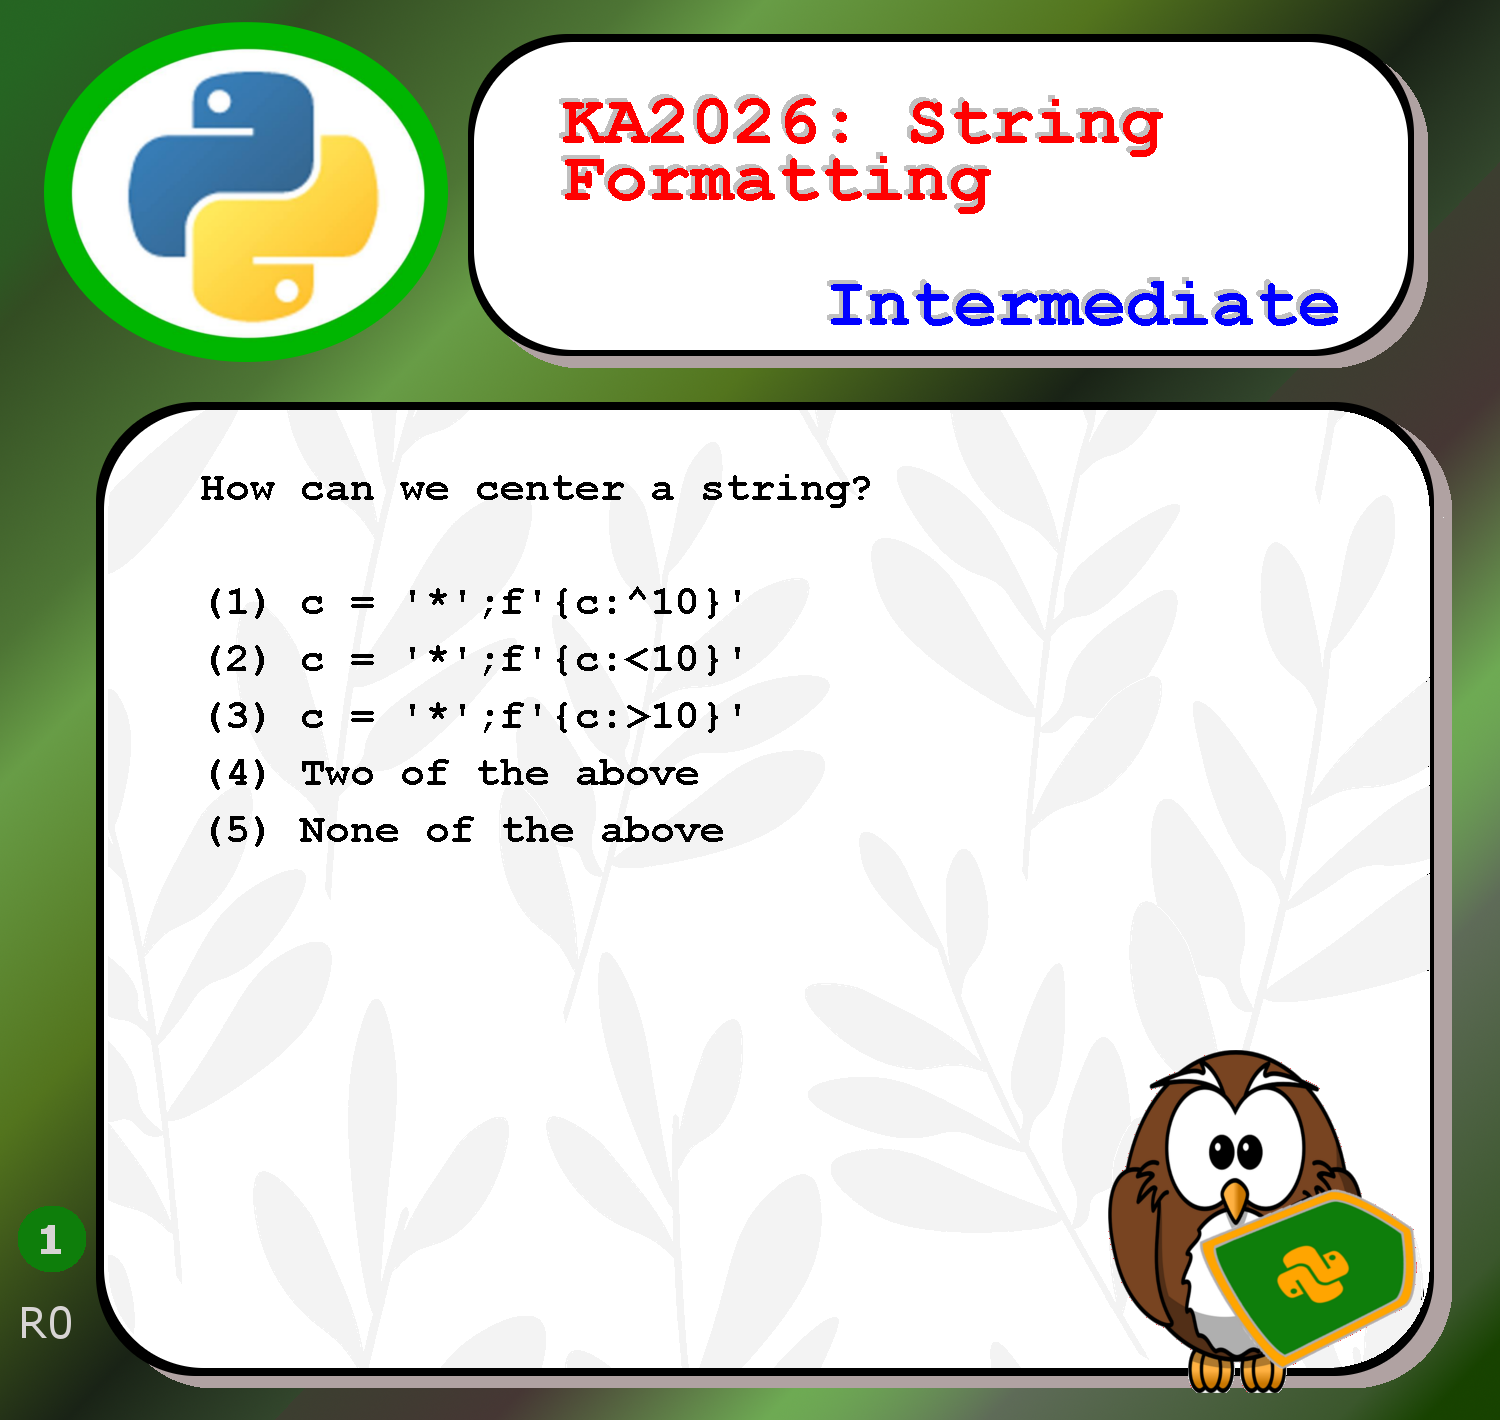 KA2026: String
Formatting
Intermediate
How can we center a string?
(1) c = '*';f'{c:^10}'
(2) c = '*';f'{c:<10}'
(3) c = '*';f'{c:>10}'
(4) Two of the above
(5) None of the above
1
R0